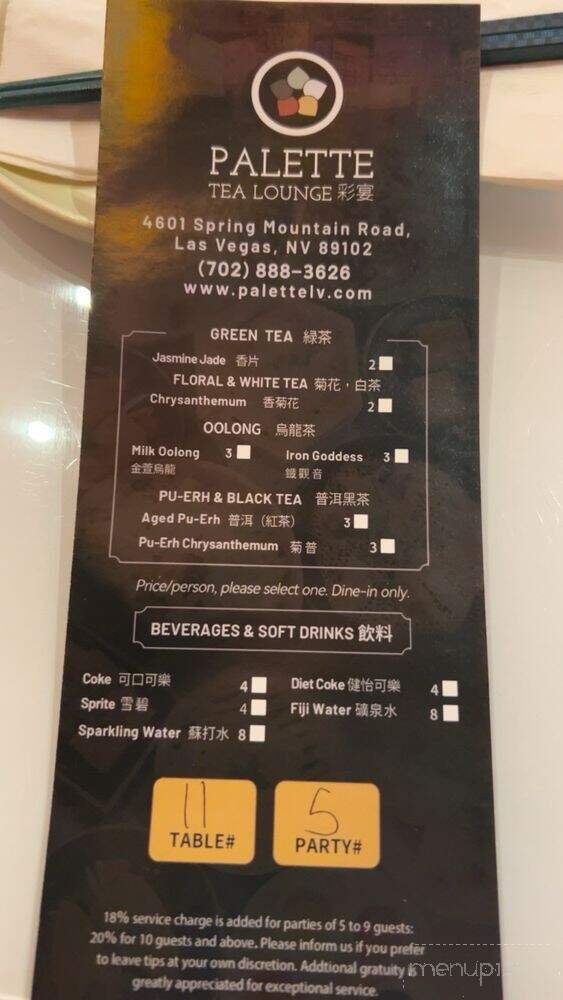 PALETTE
TEA LOUNGE 彩宴
4601 Spring Mountain Road,
Las Vegas, NV 89102
(702) 888-3626
www.palettelv.com
GREEN TEA 緑茶
Jasmine Jade 香片 2
FLORAL & WHITE TEA 菊花，白茶
Chrysanthemum 香菊花 2
OOLONG 烏龍茶
Milk Oolong 3 Iron Goddess 3
金萱烏龍 鐵觀音
PU-ERH & BLACK TEA 普洱黑茶
Aged Pu-Erh 普洱（紅茶） 3
Pu-Erh Chrysanthemum 菊普 3
Price/person, please select one. Dine-in only.
BEVERAGES & SOFT DRINKS 飲料
Coke 可口可樂 4 Diet Coke 健怡可樂 4
Sprite 雪碧 4 Fiji Water 礦泉水 8
Sparkling Water 蘇打水 8
11 5
TABLE# PARTY#
18% service charge is added for parties of 5 to 9 guests:
20% for 10 guests and above. Please inform us if you prefer
to leave tips at your own discretion. Addtional gratuity
greatly appreciated for exceptional service.
menupix